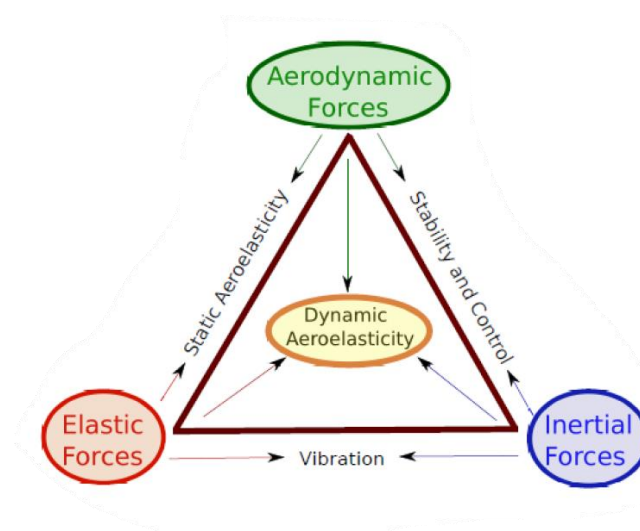 Aerodynamic
Forces
Static Aeroelasticity
Stability and Control
Dynamic
Aeroelasticity
Elastic
Forces
Inertial
Forces
Vibration